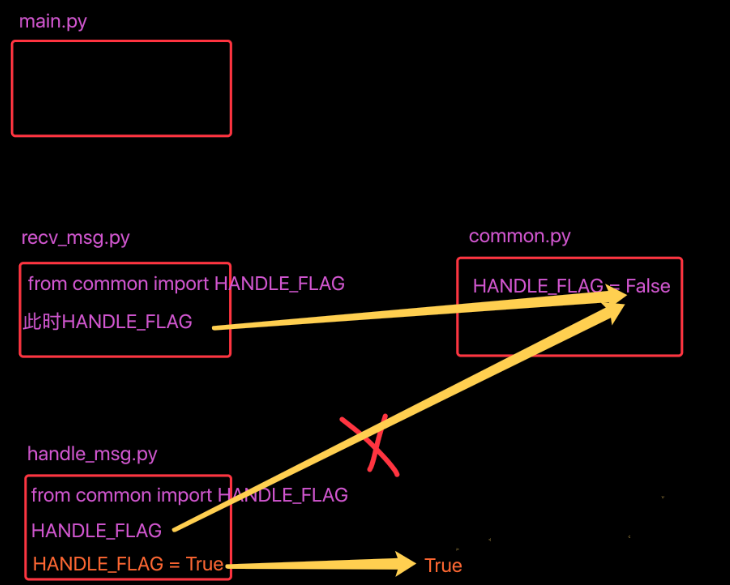 main.py
recv_msg.py
from common import HANDLE_FLAG
此时HANDLE_FLAG
common.py
HANDLE_FLAG = False
handle_msg.py
from common import HANDLE_FLAG
HANDLE_FLAG
HANDLE_FLAG = True
True